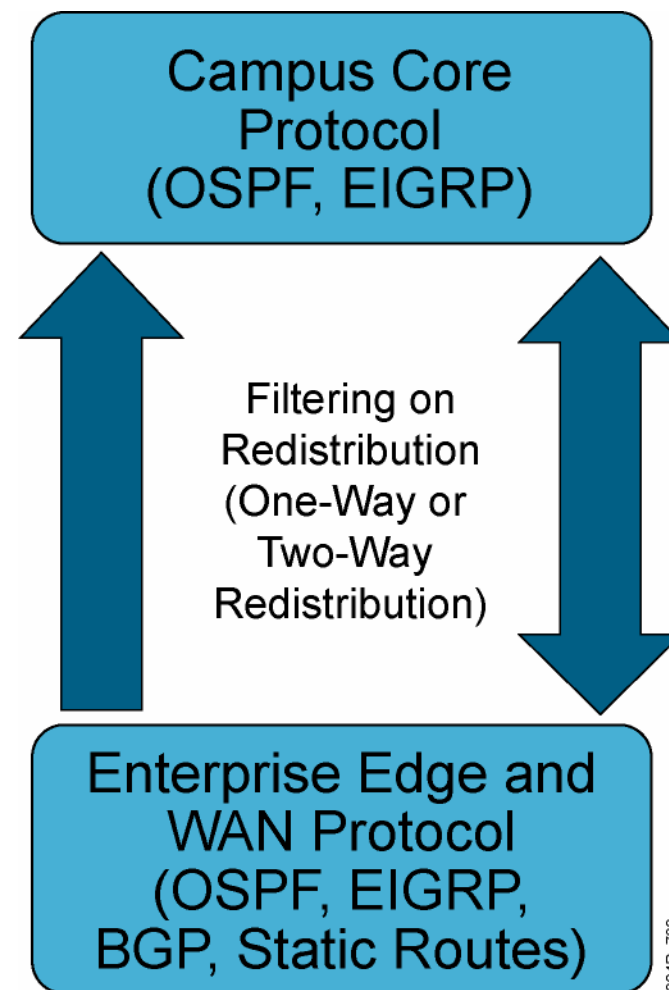 Campus Core
Protocol
(OSPF, EIGRP)
Filtering on
Redistribution
(One-Way or
Two-Way
Redistribution)
Enterprise Edge and
WAN Protocol
(OSPF, EIGRP,
BGP, Static Routes)